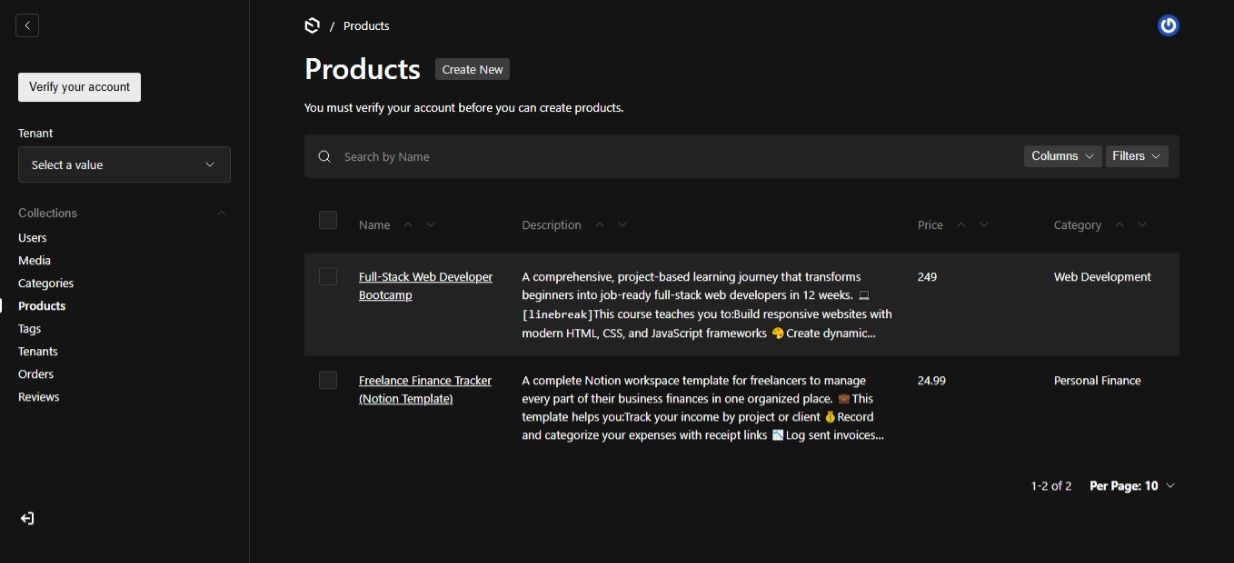 / Products
Verify your account
Tenant
Select a value
Collections
Users
Media
Categories
Products
Tags
Tenants
Orders
Reviews
Products
Create New
You must verify your account before you can create products.
Search by Name
Columns
Filters
Name
Description
Price
Category
Full-Stack Web Developer
Bootcamp
A comprehensive, project-based learning journey that transforms
beginners into job-ready full-stack web developers in 12 weeks. 💻
[linebreak]This course teaches you to:Build responsive websites with
modern HTML, CSS, and JavaScript frameworks 🎨 Create dynamic...
249
Web Development
Freelance Finance Tracker
(Notion Template)
A complete Notion workspace template for freelancers to manage
every part of their business finances in one organized place. 💼This
template helps you:Track your income by project or client 💰Record
and categorize your expenses with receipt links 📉Log sent invoices...
24.99
Personal Finance
1-2 of 2
Per Page: 10